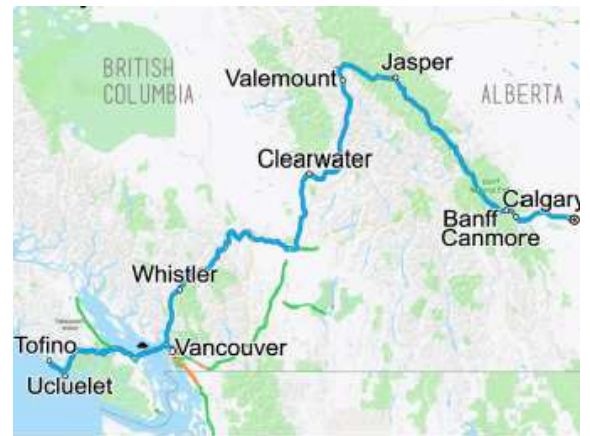 BRITISH
COLUMBIA
Jasper
Valemount
ALBERTA
Clearwater
Calgary
Banff
Canmore
Whistler
Tofino
Vancouver
Ucluelet